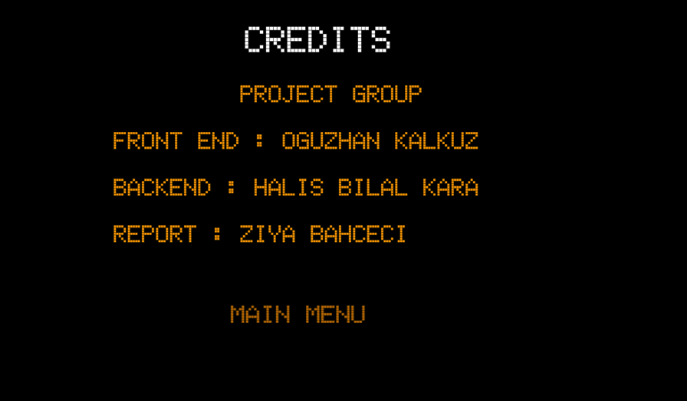 CREDITS
PROJECT GROUP
FRONT END : OGUZHAN KALKUZ
BACKEND : HALIS BILAL KARA
REPORT : ZIYA BAHCECI
MAIN MENU